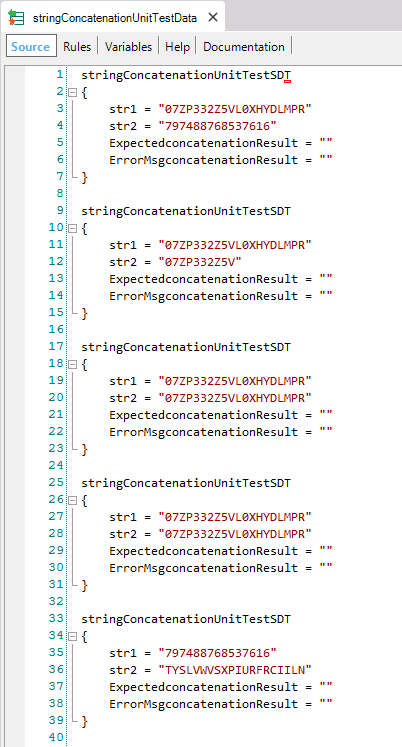 stringConcatenationUnitTestData
Source Rules Variables Help Documentation
1 stringConcatenationUnitTestSDT
2 {
3 str1 = "07ZP332Z5VL0XHYDLMPR"
4 str2 = "797488768537616"
5 ExpectedconcatenationResult = ""
6 ErrorMsgconcatenationResult = ""
7 }
8
9 stringConcatenationUnitTestSDT
10 {
11 str1 = "07ZP332Z5VL0XHYDLMPR"
12 str2 = "07ZP332Z5V"
13 ExpectedconcatenationResult = ""
14 ErrorMsgconcatenationResult = ""
15 }
16
17 stringConcatenationUnitTestSDT
18 {
19 str1 = "07ZP332Z5VL0XHYDLMPR"
20 str2 = "07ZP332Z5VL0XHYDLMPR"
21 ExpectedconcatenationResult = ""
22 ErrorMsgconcatenationResult = ""
23 }
24
25 stringConcatenationUnitTestSDT
26 {
27 str1 = "07ZP332Z5VL0XHYDLMPR"
28 str2 = "07ZP332Z5VL0XHYDLMPR"
29 ExpectedconcatenationResult = ""
30 ErrorMsgconcatenationResult = ""
31 }
32
33 stringConcatenationUnitTestSDT
34 {
35 str1 = "797488768537616"
36 str2 = "TYSLVWVSXPIURFRCIILN"
37 ExpectedconcatenationResult = ""
38 ErrorMsgconcatenationResult = ""
39 }
40